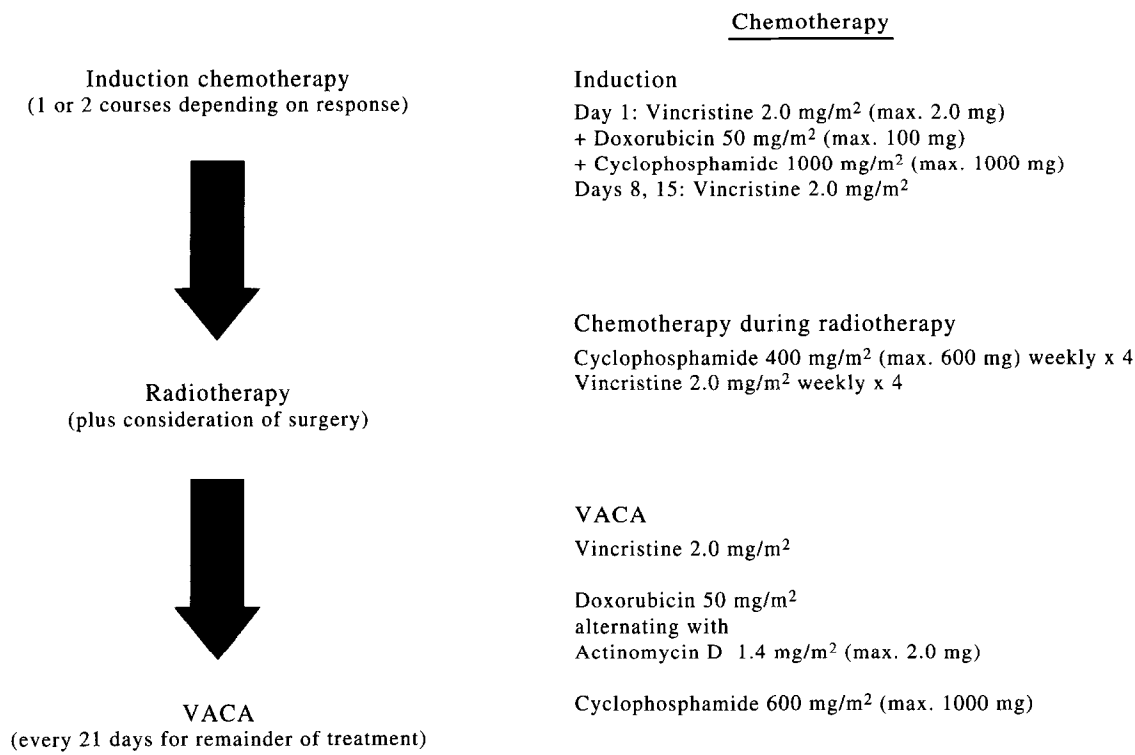 Chemotherapy
Induction chemotherapy
(1 or 2 courses depending on response)
Induction
Day 1: Vincristine 2.0 mg/m² (max. 2.0 mg)
+ Doxorubicin 50 mg/m² (max. 100 mg)
+ Cyclophosphamide 1000 mg/m² (max. 1000 mg)
Days 8, 15: Vincristine 2.0 mg/m²
Radiotherapy
(plus consideration of surgery)
Chemotherapy during radiotherapy
Cyclophosphamide 400 mg/m² (max. 600 mg) weekly x 4
Vincristine 2.0 mg/m² weekly x 4
VACA
(every 21 days for remainder of treatment)
VACA
Vincristine 2.0 mg/m²
Doxorubicin 50 mg/m²
alternating with
Actinomycin D 1.4 mg/m² (max. 2.0 mg)
Cyclophosphamide 600 mg/m² (max. 1000 mg)